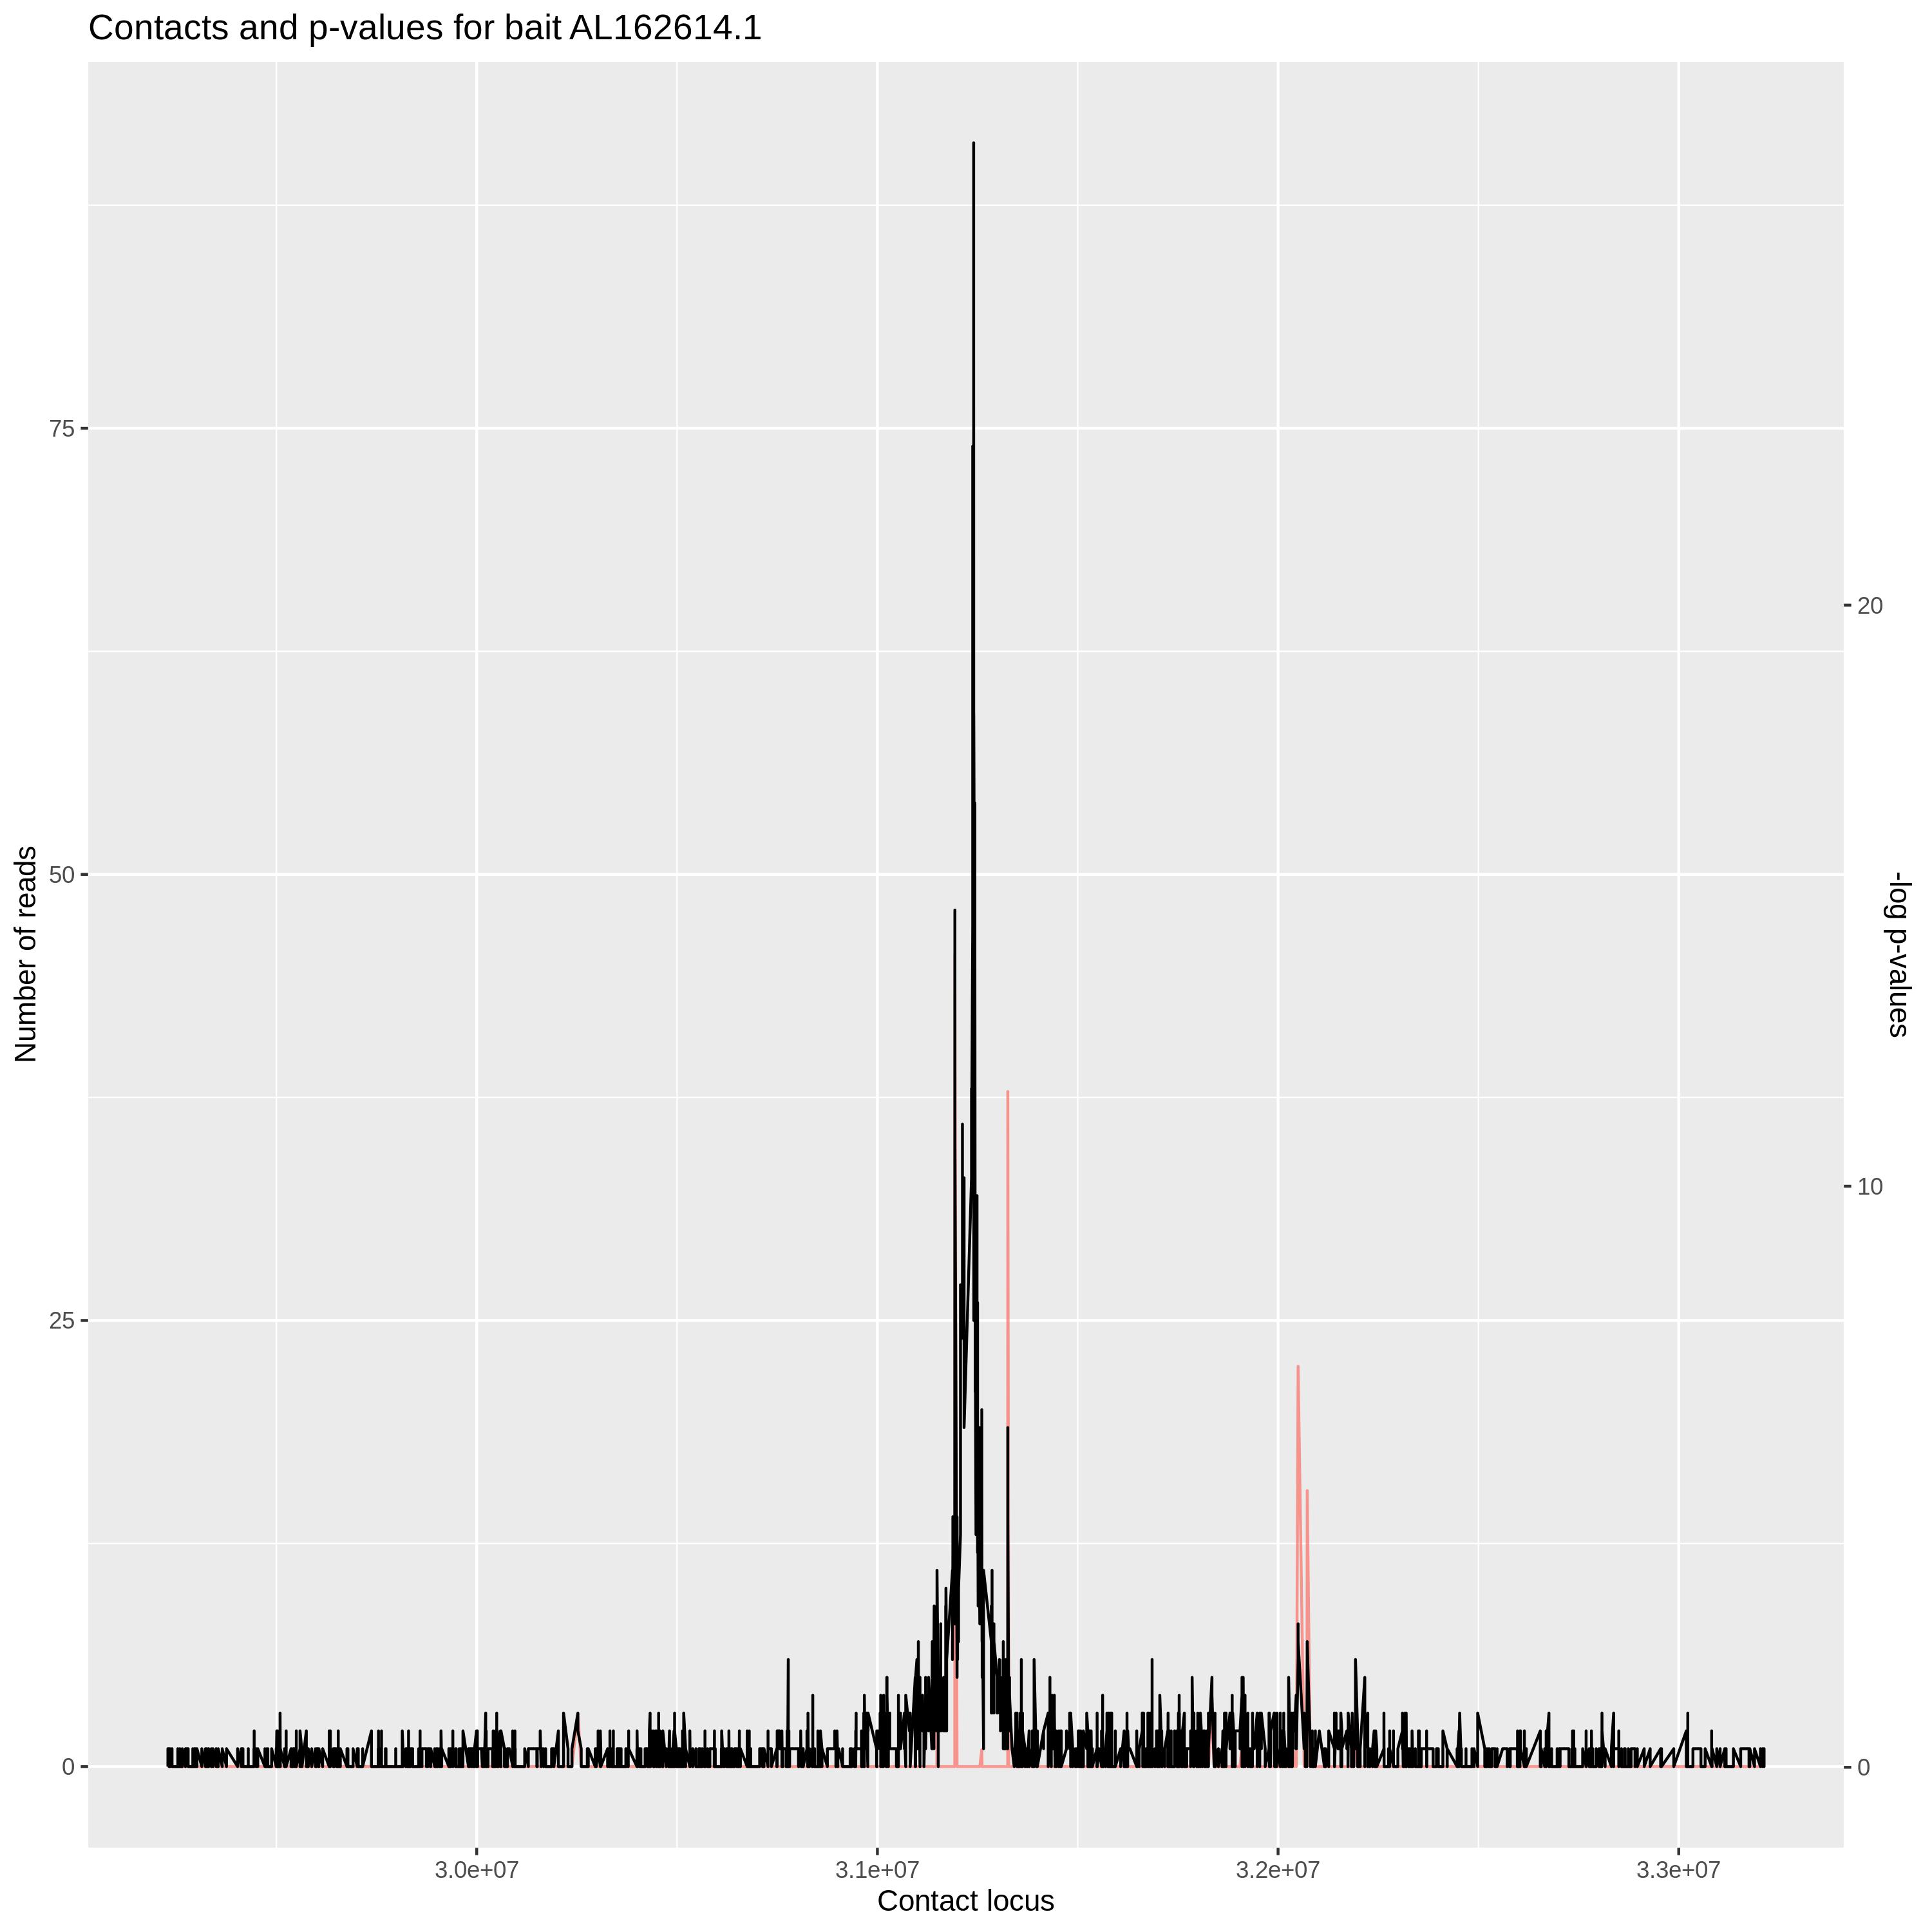 Contacts and p-values for bait AL162614.1
75
50
25
0
Number of reads
20
10
0
-log p-values
3.0e+07 3.1e+07 3.2e+07 3.3e+07
Contact locus